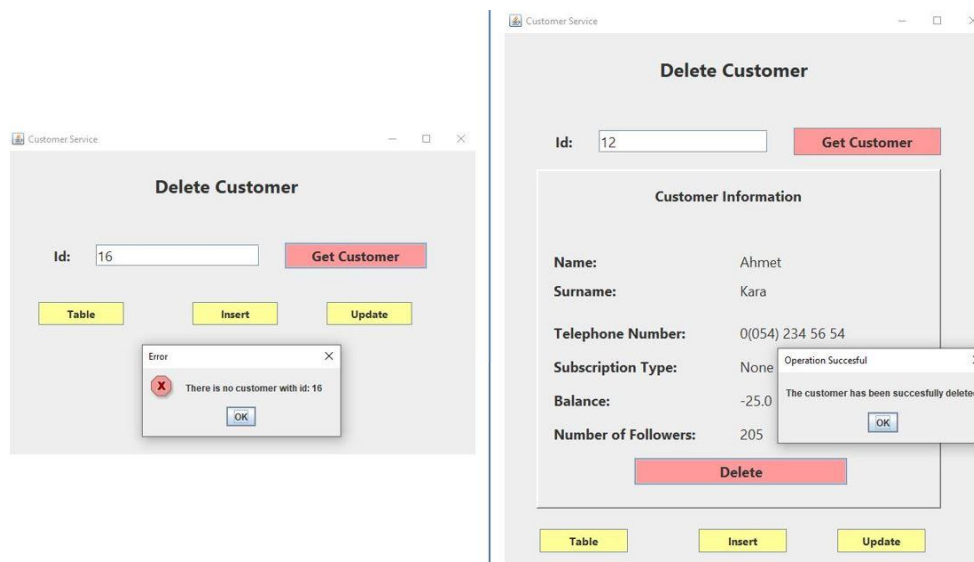 Customer Service
Delete Customer
Id: 16 Get Customer
Table Insert Update
Error
There is no customer with id: 16
OK
Customer Service
Delete Customer
Id: 12 Get Customer
Customer Information
Name: Ahmet
Surname: Kara
Telephone Number: 0(054) 234 56 54
Subscription Type: None
Balance: -25.0
Number of Followers: 205
Operation Succesful
The customer has been succesfully deleted
OK
Delete
Table Insert Update